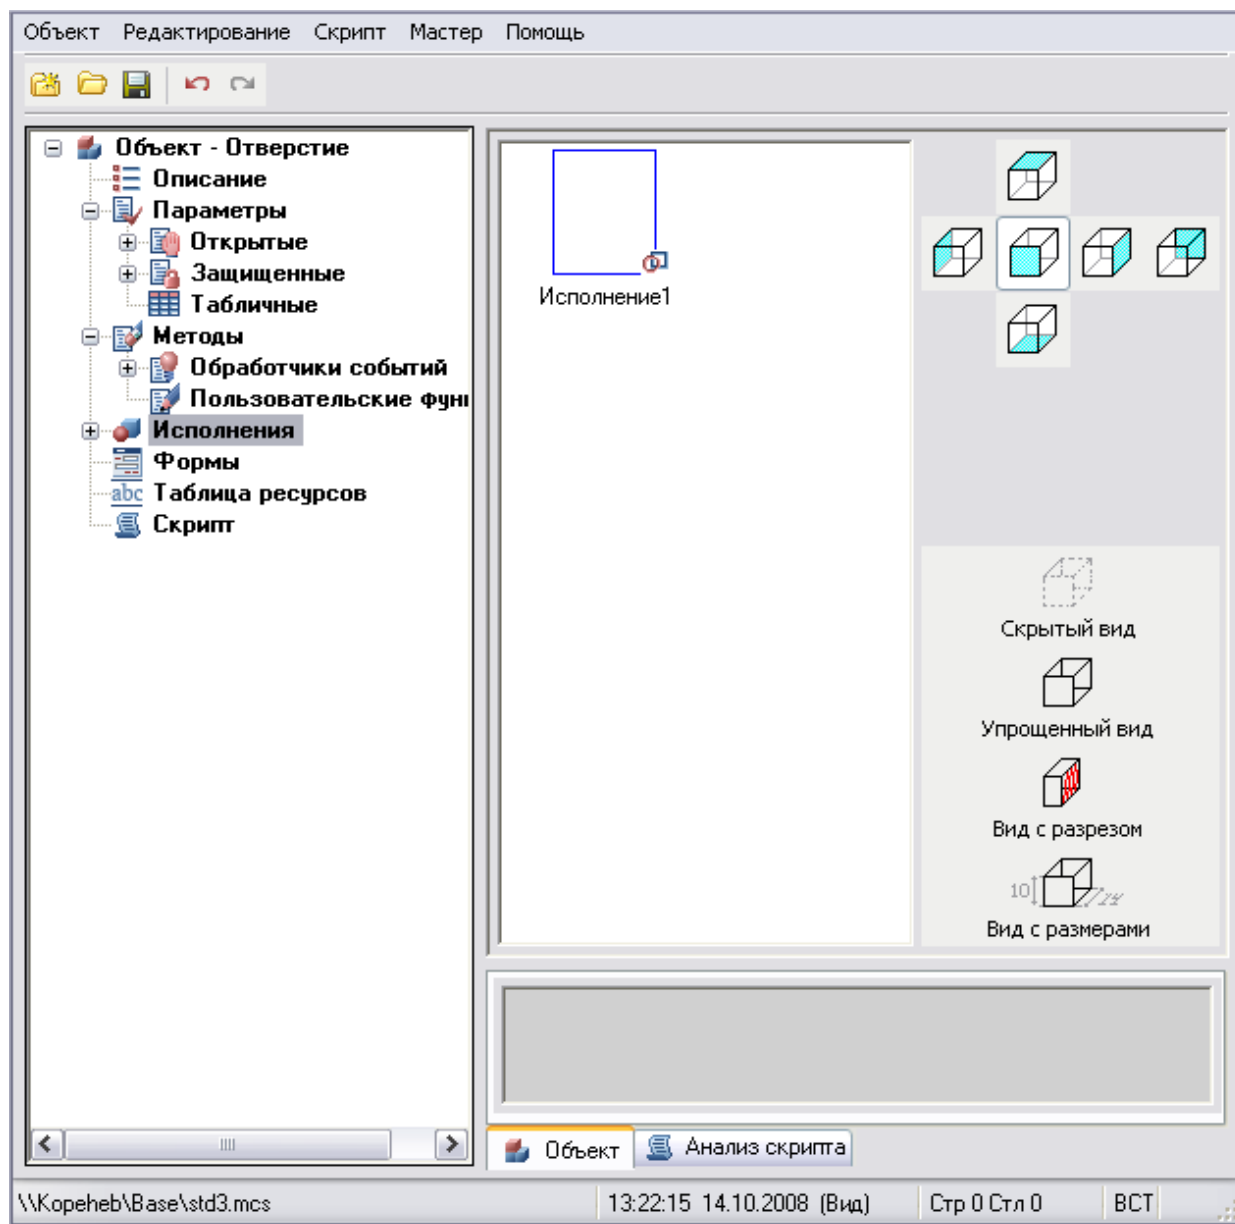 Объект Редактирование Скрипт Мастер Помощь
Объект - Отверстие
Описание
Параметры
Открытые
Защищенные
Табличные
Методы
Обработчики событий
Пользовательские фун
Исполнения
Формы
abc Таблица ресурсов
Скрипт
Исполнение1
Скрытый вид
Упрощенный вид
Вид с разрезом
10
Вид с размерами
Объект Анализ скрипта
\\Kopeheb\Base\std3.mcs 13:22:15 14.10.2008 (Вид) Стр 0 Стл 0 ВСТ